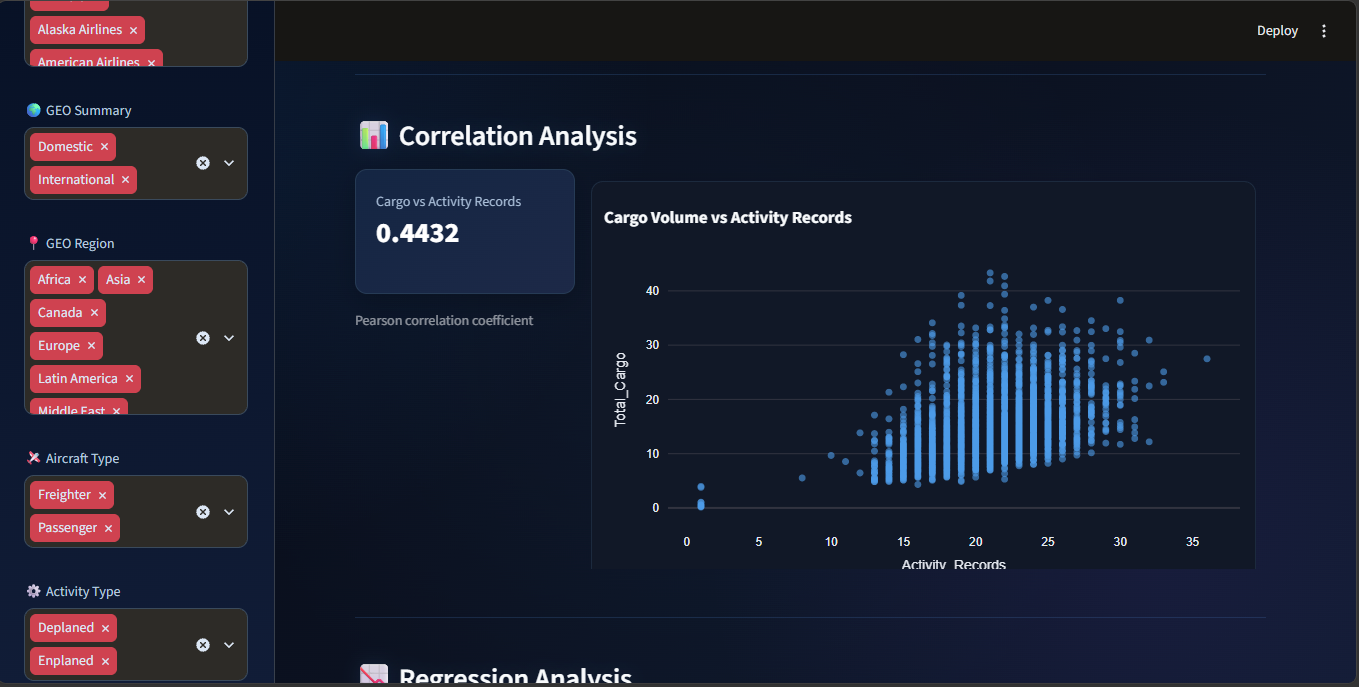 Alaska Airlines ×
American Airlines ×
GEO Summary
Domestic ×
International ×
GEO Region
Africa × Asia ×
Canada ×
Europe ×
Latin America ×
Middle East ×
Aircraft Type
Freighter ×
Passenger ×
Activity Type
Deplaned ×
Enplaned ×
Deploy
Correlation Analysis
Cargo vs Activity Records
0.4432
Pearson correlation coefficient
Cargo Volume vs Activity Records
Total_Cargo
40
30
20
10
0
0 5 10 15 20 25 30 35
Activity_Records
Regression Analysis